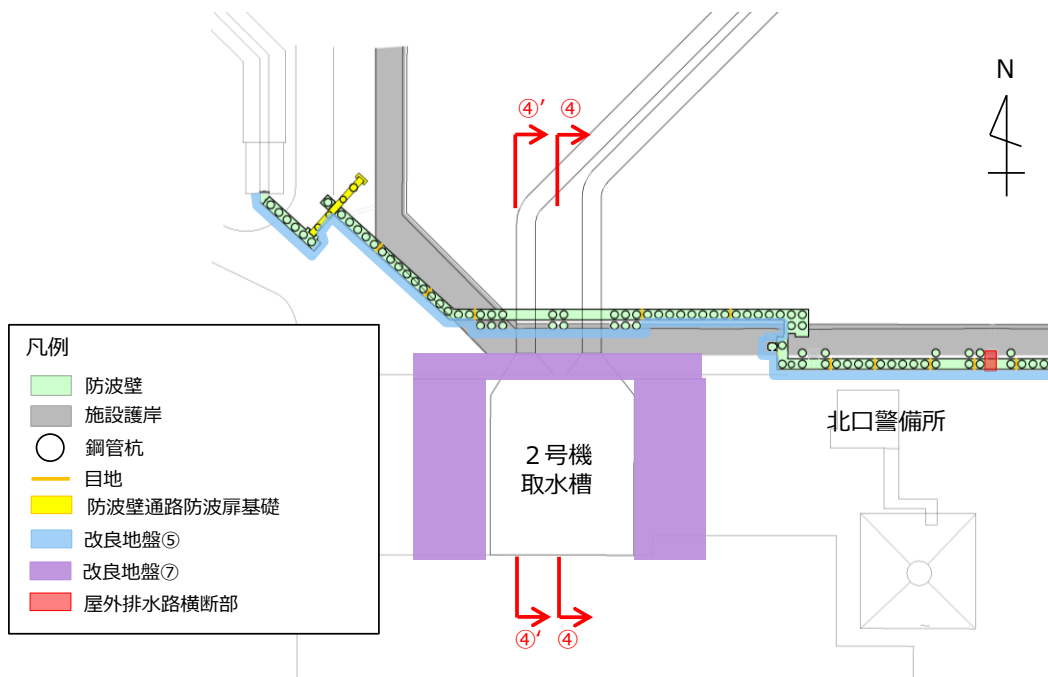 N
④’ ④
凡例
防波壁
施設護岸
鋼管杭
目地
防波壁通路防波扉基礎
改良地盤⑤
改良地盤⑦
屋外排水路横断部
２号機
取水槽
北口警備所
④‘ ④